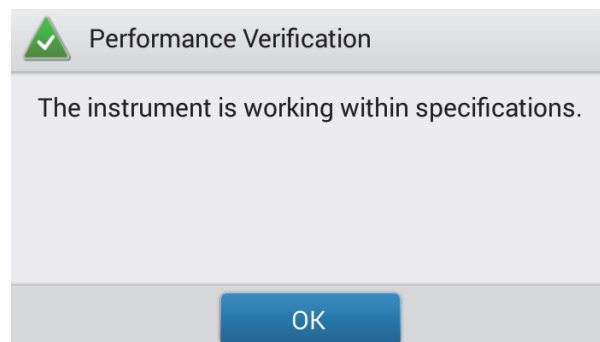 Performance Verification
The instrument is working within specifications.
OK